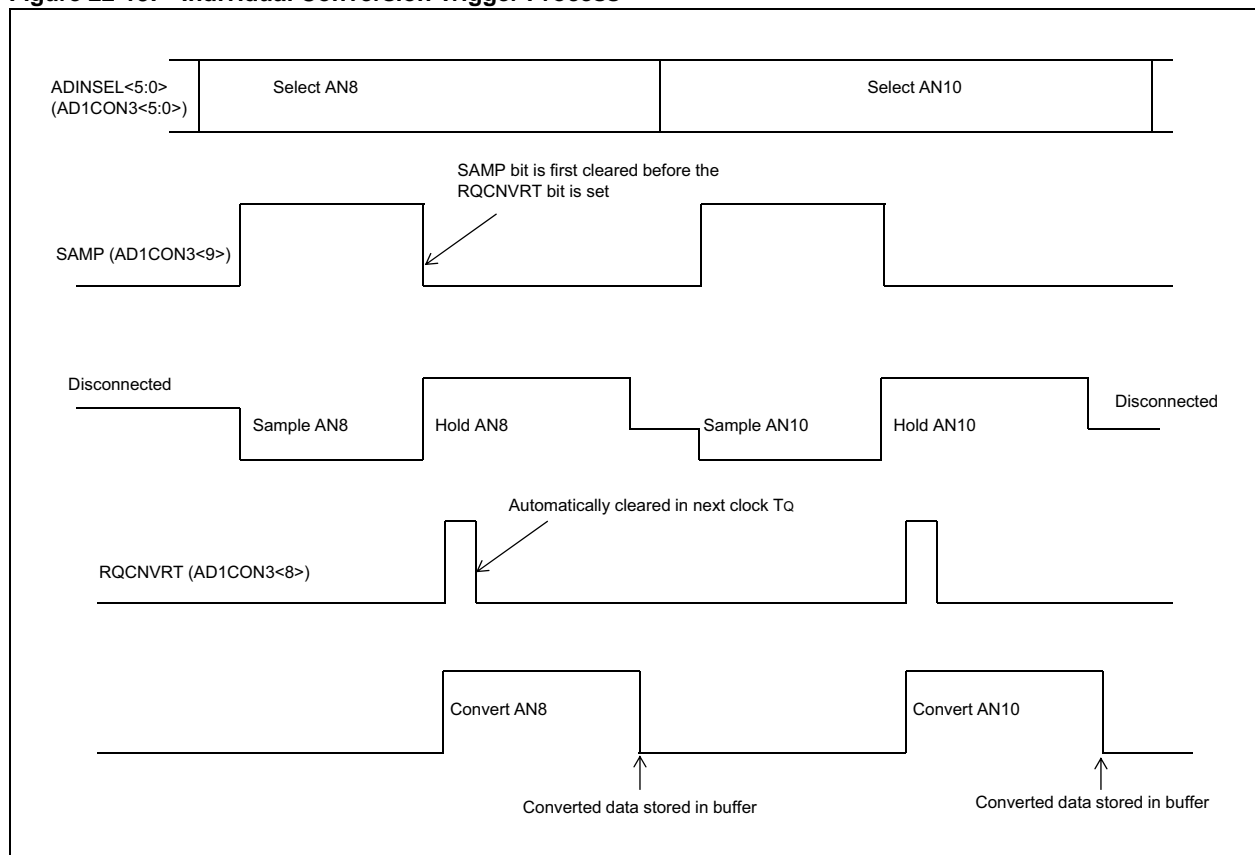 Figure 22-13: Individual Conversion Trigger Process
ADINSEL<5:0>
(AD1CON3<5:0>)
Select AN8
Select AN10
SAMP bit is first cleared before the
RQCNVRT bit is set
SAMP (AD1CON3<9>)
Disconnected
Sample AN8
Hold AN8
Sample AN10
Hold AN10
Disconnected
Automatically cleared in next clock TQ
RQCNVRT (AD1CON3<8>)
Convert AN8
Convert AN10
Converted data stored in buffer
Converted data stored in buffer